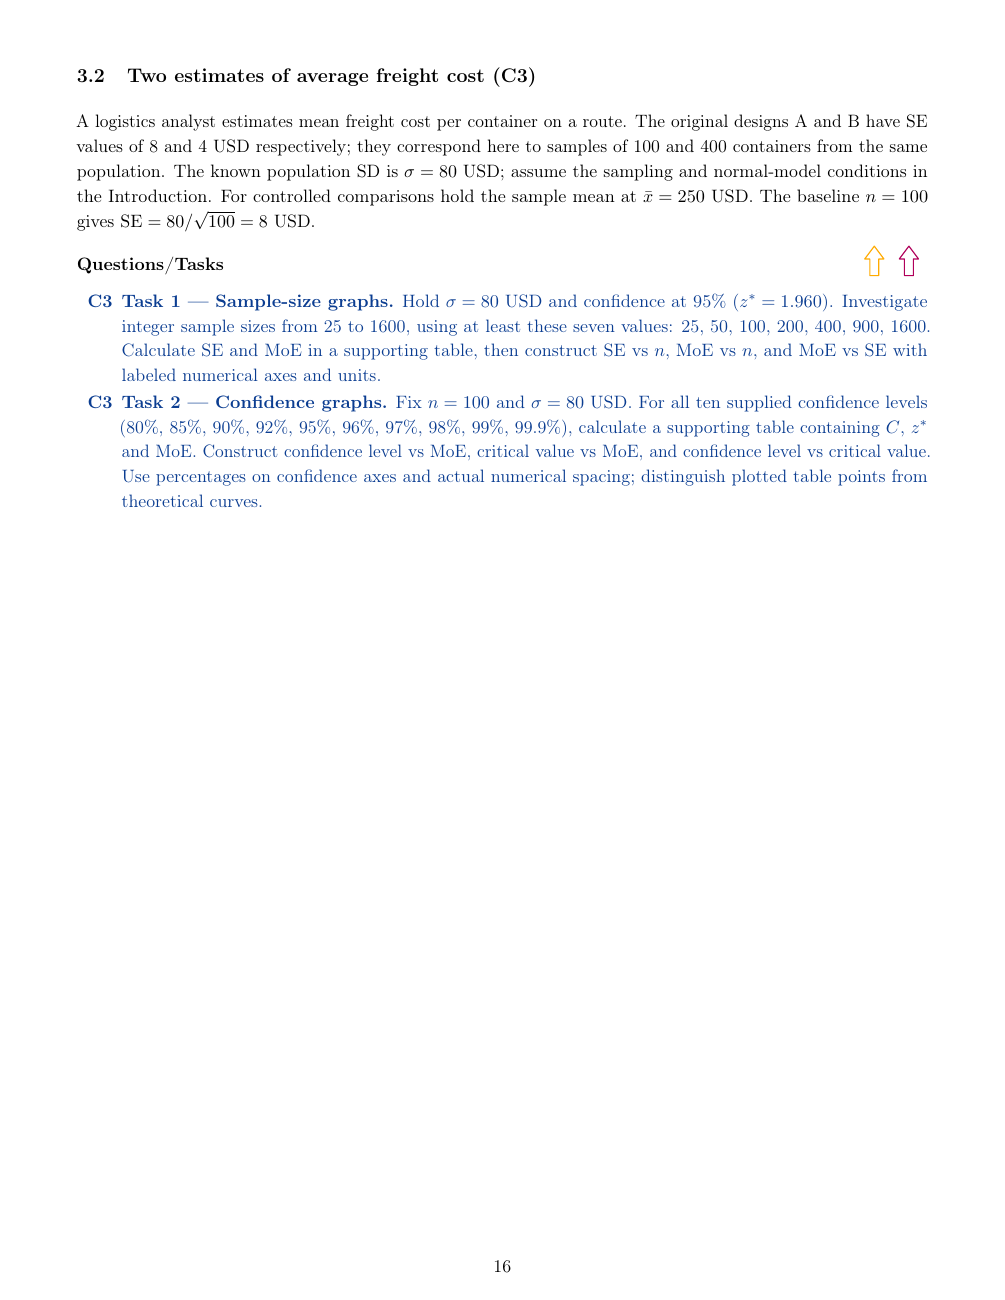 3.2 Two estimates of average freight cost (C3)
A logistics analyst estimates mean freight cost per container on a route. The original designs A and B have SE
values of 8 and 4 USD respectively; they correspond here to samples of 100 and 400 containers from the same
population. The known population SD is σ = 80 USD; assume the sampling and normal-model conditions in
the Introduction. For controlled comparisons hold the sample mean at x̄ = 250 USD. The baseline n = 100
gives SE = 80/√100 = 8 USD.
Questions/Tasks
C3 Task 1 — Sample-size graphs. Hold σ = 80 USD and confidence at 95% (z* = 1.960). Investigate
integer sample sizes from 25 to 1600, using at least these seven values: 25, 50, 100, 200, 400, 900, 1600.
Calculate SE and MoE in a supporting table, then construct SE vs n, MoE vs n, and MoE vs SE with
labeled numerical axes and units.
C3 Task 2 — Confidence graphs. Fix n = 100 and σ = 80 USD. For all ten supplied confidence levels
(80%, 85%, 90%, 92%, 95%, 96%, 97%, 98%, 99%, 99.9%), calculate a supporting table containing C, z*
and MoE. Construct confidence level vs MoE, critical value vs MoE, and confidence level vs critical value.
Use percentages on confidence axes and actual numerical spacing; distinguish plotted table points from
theoretical curves.
16